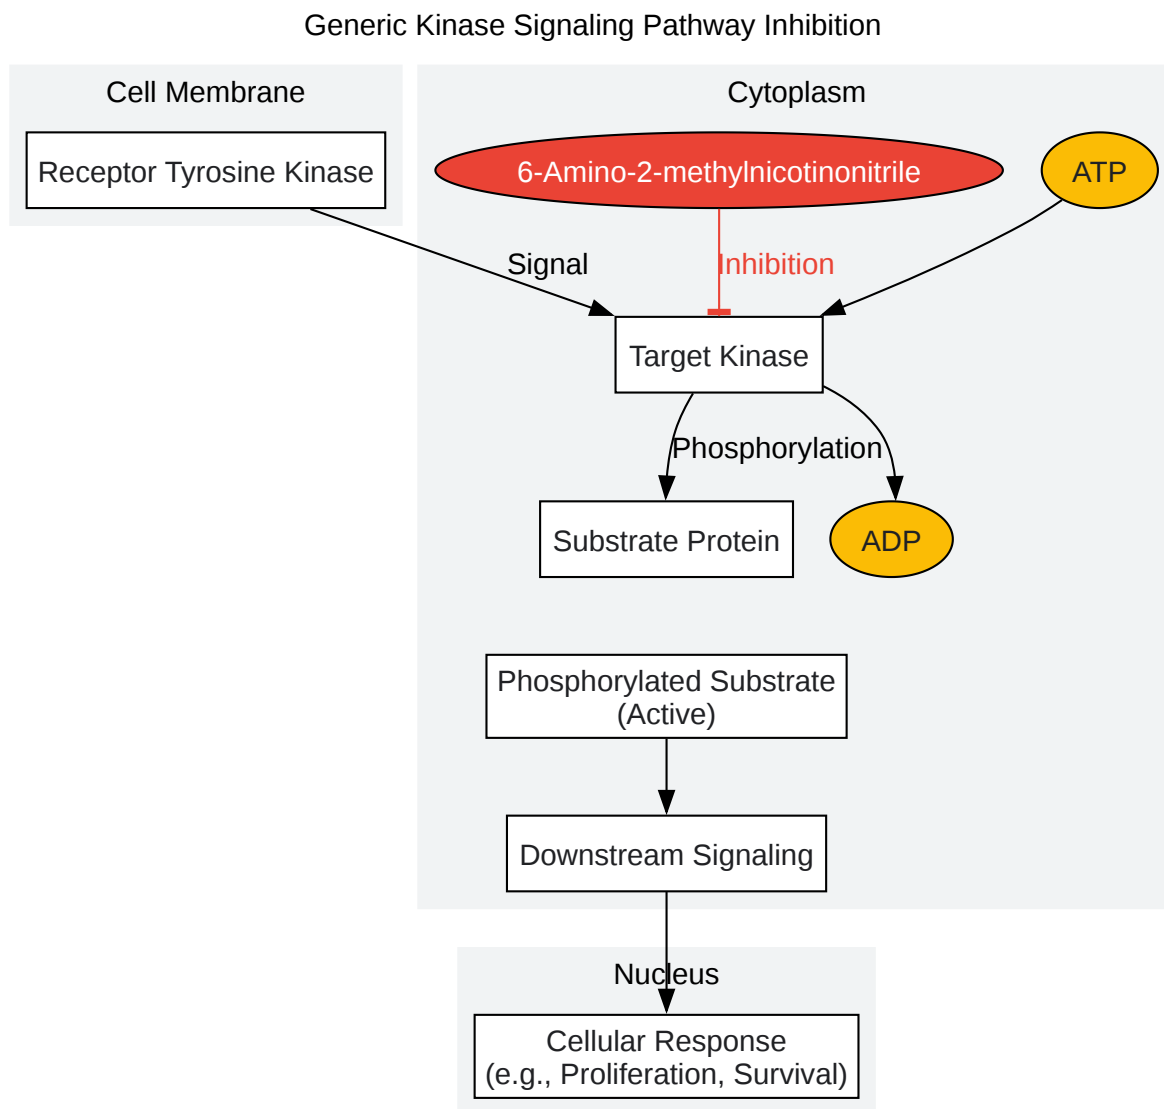 Generic Kinase Signaling Pathway Inhibition
Cell Membrane
Cytoplasm
Receptor Tyrosine Kinase
6-Amino-2-methylnicotinonitrile
ATP
Signal
Inhibition
Target Kinase
Phosphorylation
Substrate Protein
ADP
Phosphorylated Substrate
(Active)
Downstream Signaling
Nucleus
Cellular Response
(e.g., Proliferation, Survival)